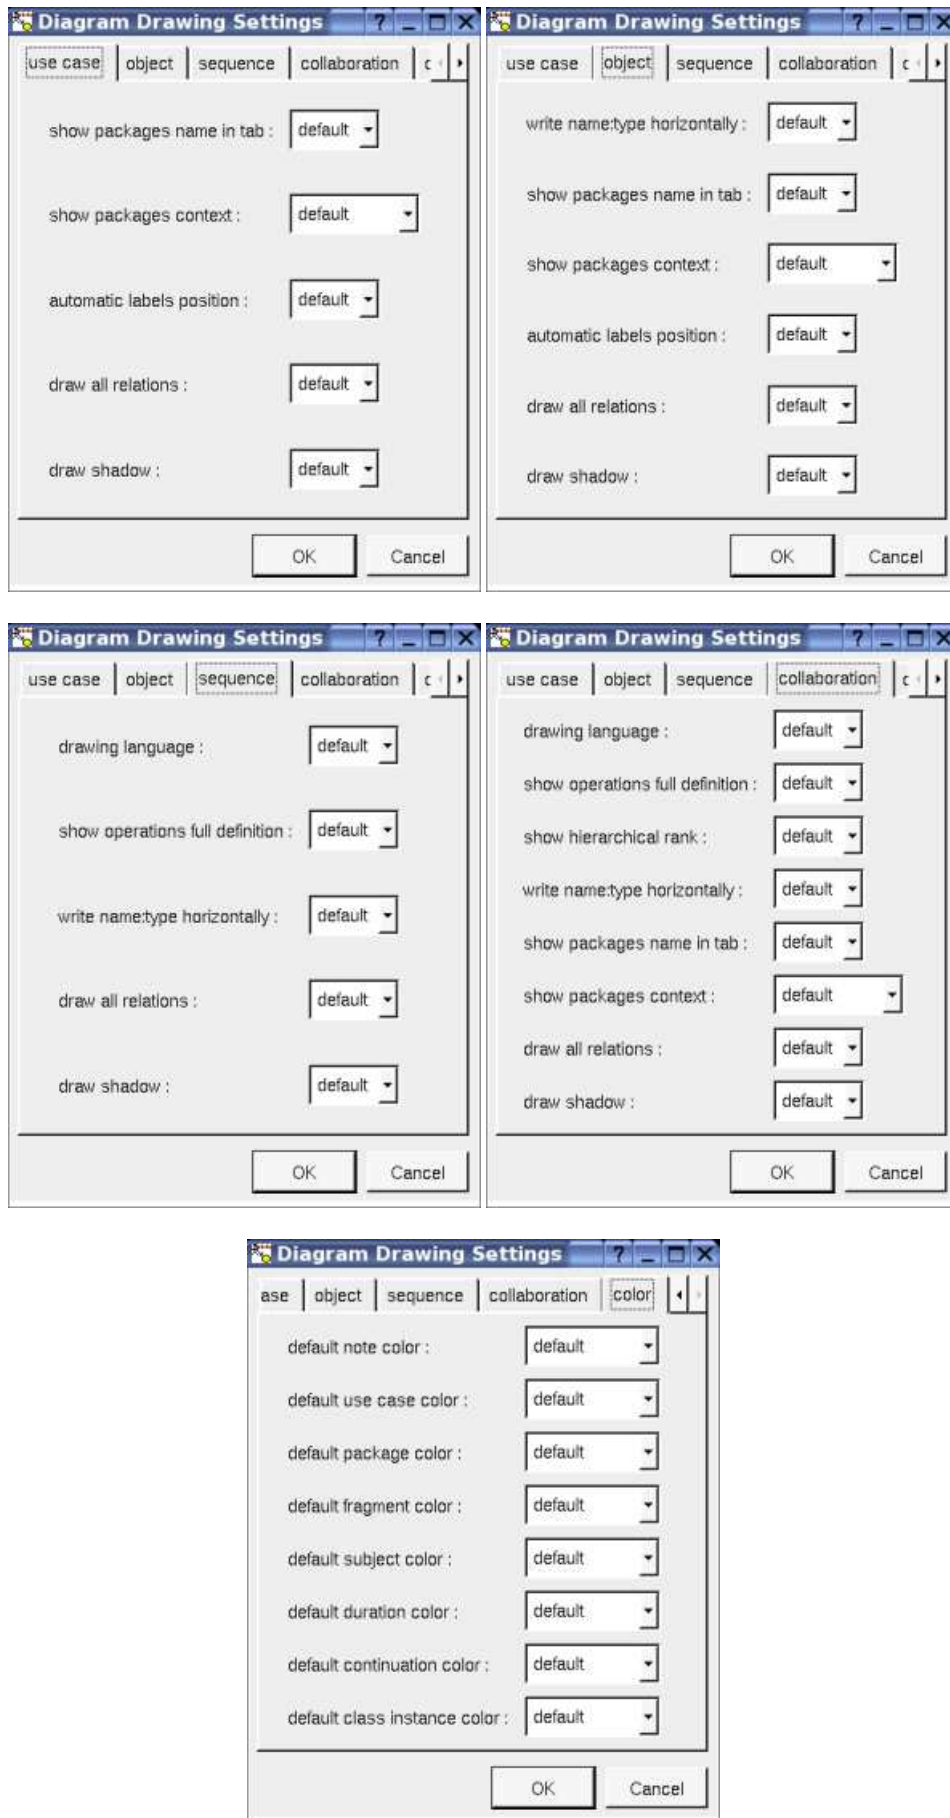 Diagram Drawing Settings ?
use case object sequence collaboration
show packages name in tab : default
show packages context : default
automatic labels position : default
draw all relations : default
draw shadow : default
OK Cancel
Diagram Drawing Settings ?
use case object sequence collaboration
write name:type horizontally : default
show packages name in tab : default
show packages context : default
automatic labels position : default
draw all relations : default
draw shadow : default
OK Cancel
Diagram Drawing Settings ?
use case object sequence collaboration
drawing language : default
show operations full definition : default
write name:type horizontally : default
draw all relations : default
draw shadow : default
OK Cancel
Diagram Drawing Settings ?
use case object sequence collaboration
drawing language : default
show operations full definition : default
show hierarchical rank : default
write name:type horizontally : default
show packages name in tab : default
show packages context : default
draw all relations : default
draw shadow : default
OK Cancel
Diagram Drawing Settings ?
ase object sequence collaboration color
default note color : default
default use case color : default
default package color : default
default fragment color : default
default subject color : default
default duration color : default
default continuation color : default
default class instance color : default
OK Cancel